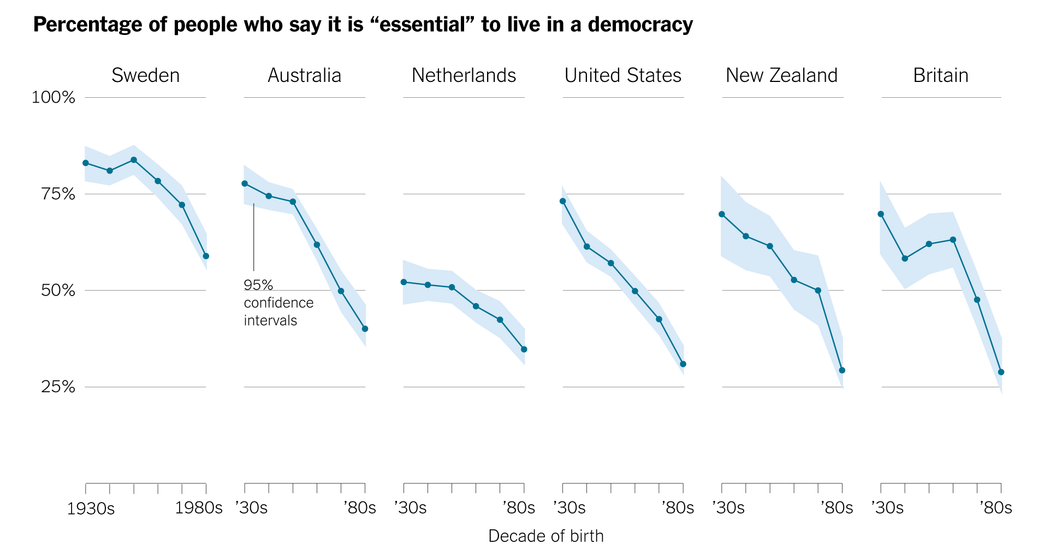 Percentage of people who say it is “essential” to live in a democracy
Sweden
Australia
Netherlands
United States
New Zealand
Britain
100%
75%
50%
25%
95%
confidence
intervals
1930s
1980s
’30s
’80s
’30s
’80s
’30s
’80s
’30s
’80s
’30s
’80s
Decade of birth